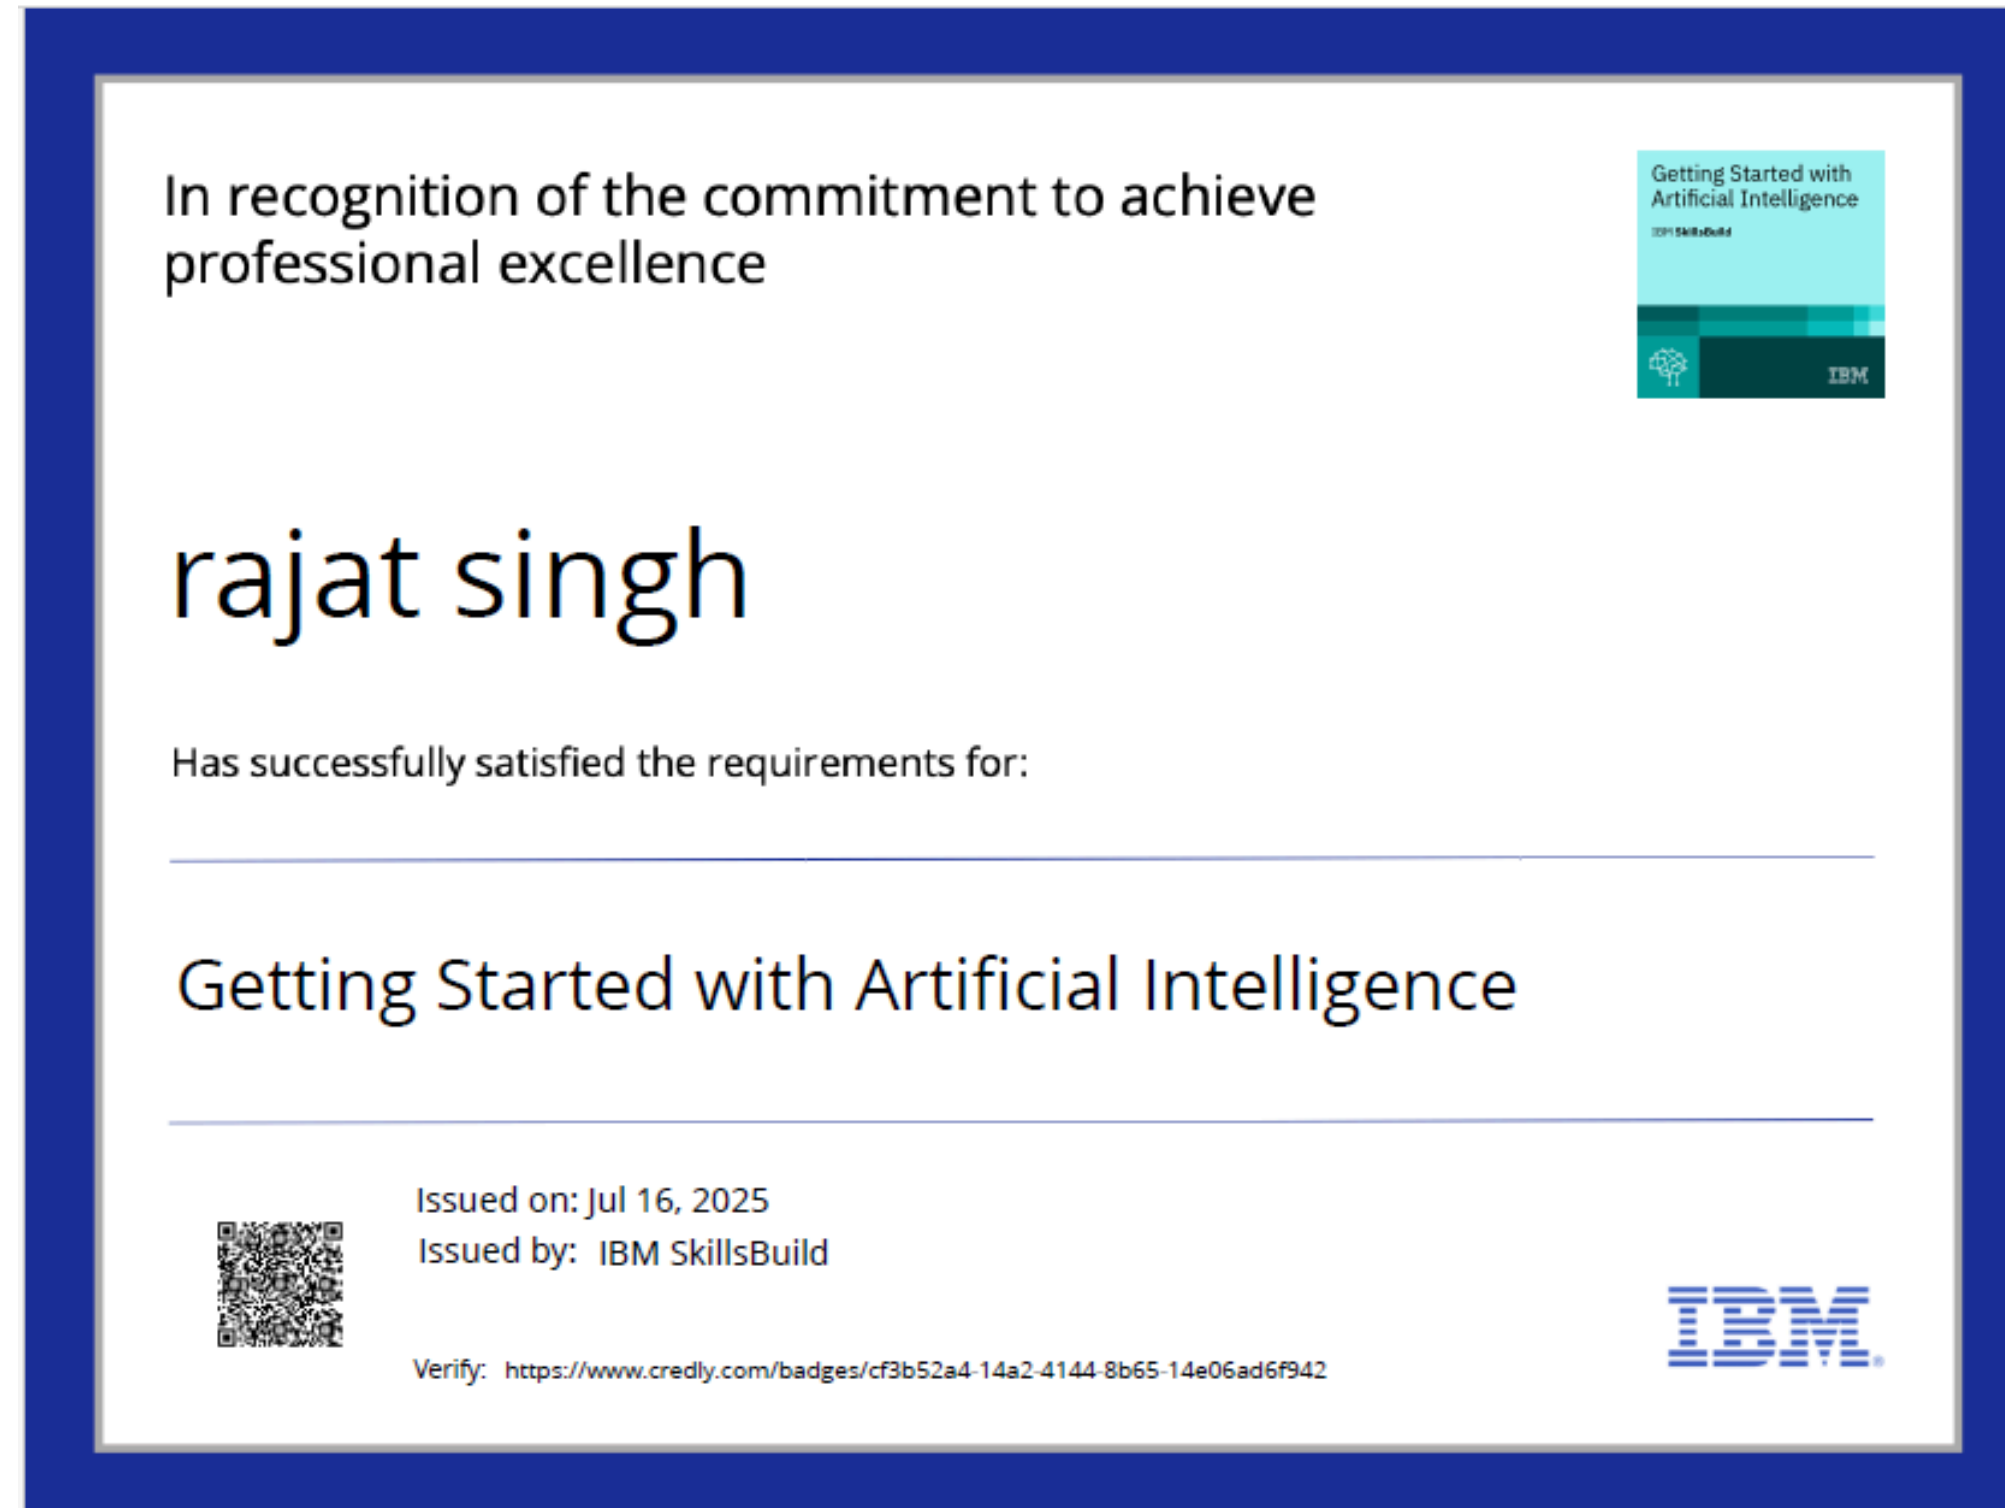 In recognition of the commitment to achieve
professional excellence
Getting Started with
Artificial Intelligence
IBM SkillsBuild
IBM
rajat singh
Has successfully satisfied the requirements for:
Getting Started with Artificial Intelligence
Issued on: Jul 16, 2025
Issued by: IBM SkillsBuild
Verify: https://www.credly.com/badges/cf3b52a4-14a2-4144-8b65-14e06ad6f942
IBM®